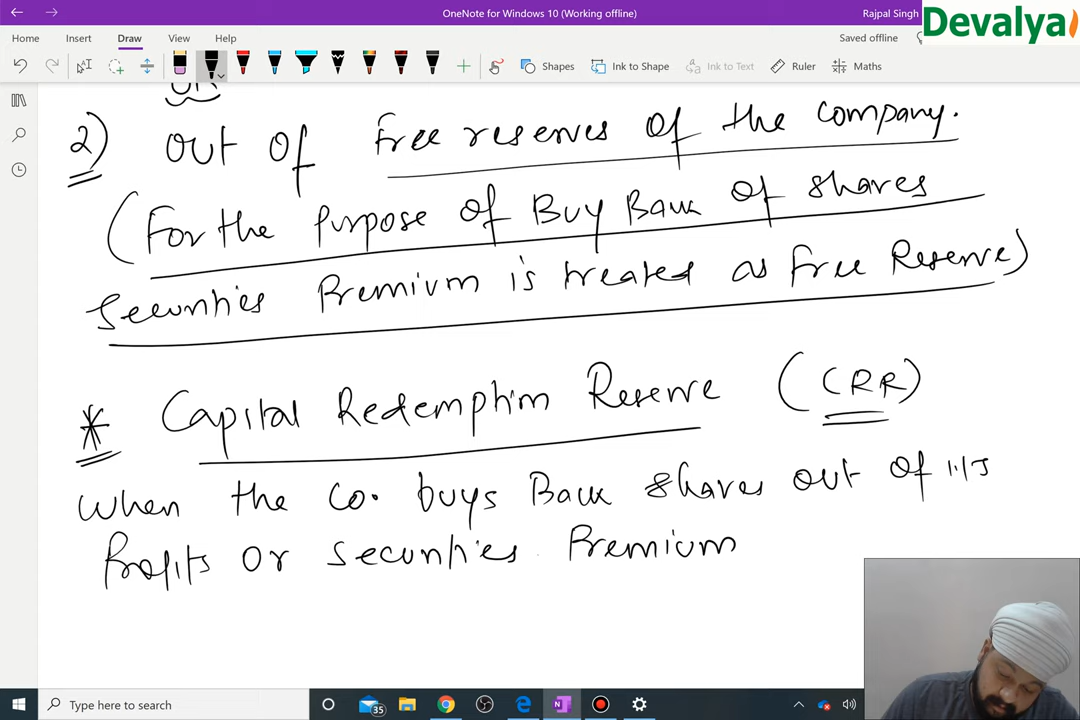 OneNote for Windows 10 (Working offline)
Rajpal Singh
Devalya
Home Insert Draw View Help
Saved offline
Shapes Ink to Shape Ink to Text Ruler Maths
OR
2) out of free reserves of the company.
(For the purpose of Buy Back of shares
Securities Premium is treated as free Reserve)
* Capital Redemption Reserve (CRR)
When the co. buys Back shares out of its
Profits or securities Premium
Type here to search
35